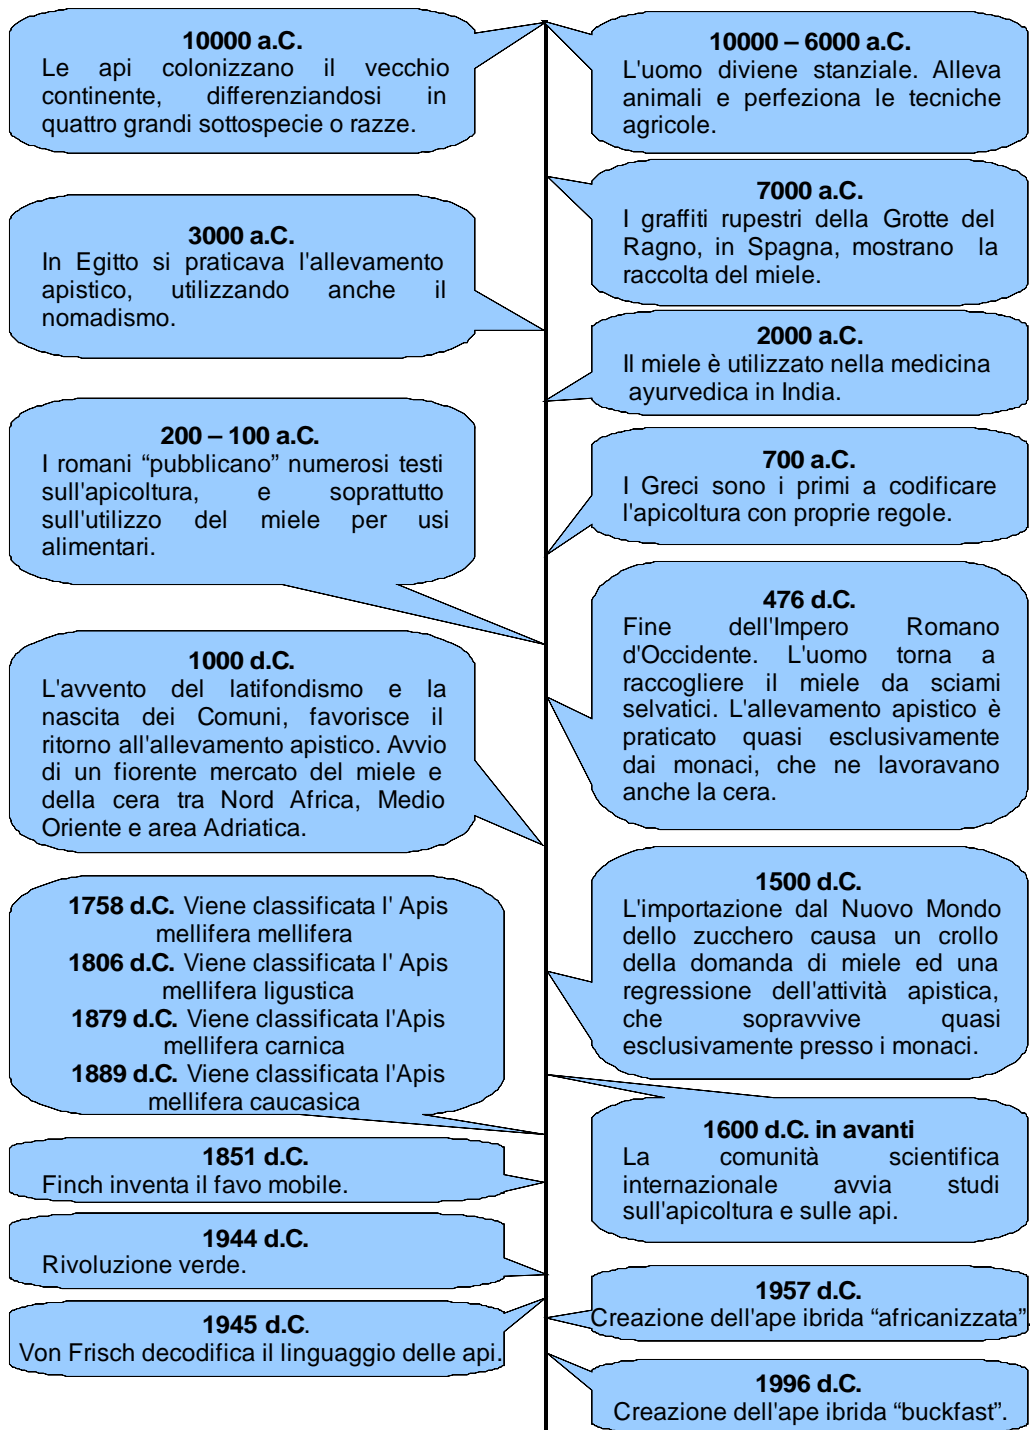 10000 a.C.
Le api colonizzano il vecchio
continente, differenziandosi in
quattro grandi sottospecie o razze.
10000 – 6000 a.C.
L'uomo diviene stanziale. Alleva
animali e perfeziona le tecniche
agricole.
7000 a.C.
I graffiti rupestri della Grotte del
Ragno, in Spagna, mostrano la
raccolta del miele.
3000 a.C.
In Egitto si praticava l'allevamento
apistico, utilizzando anche il
nomadismo.
2000 a.C.
Il miele è utilizzato nella medicina
ayurvedica in India.
200 – 100 a.C.
I romani “pubblicano” numerosi testi
sull'apicoltura, e soprattutto
sull'utilizzo del miele per usi
alimentari.
700 a.C.
I Greci sono i primi a codificare
l'apicoltura con proprie regole.
476 d.C.
Fine dell'Impero Romano
d'Occidente. L'uomo torna a
raccogliere il miele da sciami
selvatici. L'allevamento apistico è
praticato quasi esclusivamente
dai monaci, che ne lavoravano
anche la cera.
1000 d.C.
L'avvento del latifondismo e la
nascita dei Comuni, favorisce il
ritorno all'allevamento apistico. Avvio
di un fiorente mercato del miele e
della cera tra Nord Africa, Medio
Oriente e area Adriatica.
1500 d.C.
L'importazione dal Nuovo Mondo
dello zucchero causa un crollo
della domanda di miele ed una
regressione dell'attività apistica,
che sopravvive quasi
esclusivamente presso i monaci.
1758 d.C. Viene classificata l' Apis
mellifera mellifera
1806 d.C. Viene classificata l' Apis
mellifera ligustica
1879 d.C. Viene classificata l'Apis
mellifera carnica
1889 d.C. Viene classificata l'Apis
mellifera caucasica
1600 d.C. in avanti
La comunità scientifica
internazionale avvia studi
sull'apicoltura e sulle api.
1851 d.C.
Finch inventa il favo mobile.
1944 d.C.
Rivoluzione verde.
1945 d.C.
Von Frisch decodifica il linguaggio delle api.
1957 d.C.
Creazione dell'ape ibrida “africanizzata”.
1996 d.C.
Creazione dell'ape ibrida “buckfast”.